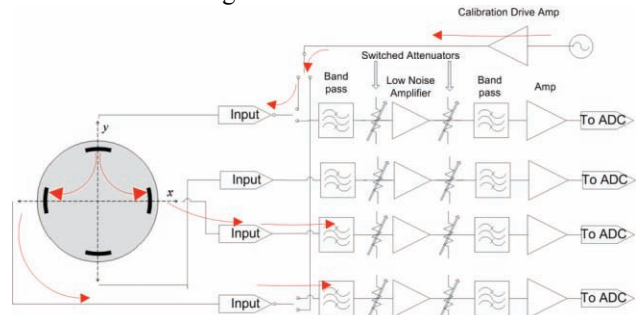 Calibration Drive Amp
Switched Attenuators
Band
pass
Low Noise
Amplifier
Band
pass
Amp
Input
To ADC
y
Input
To ADC
x
Input
To ADC
Input
To ADC